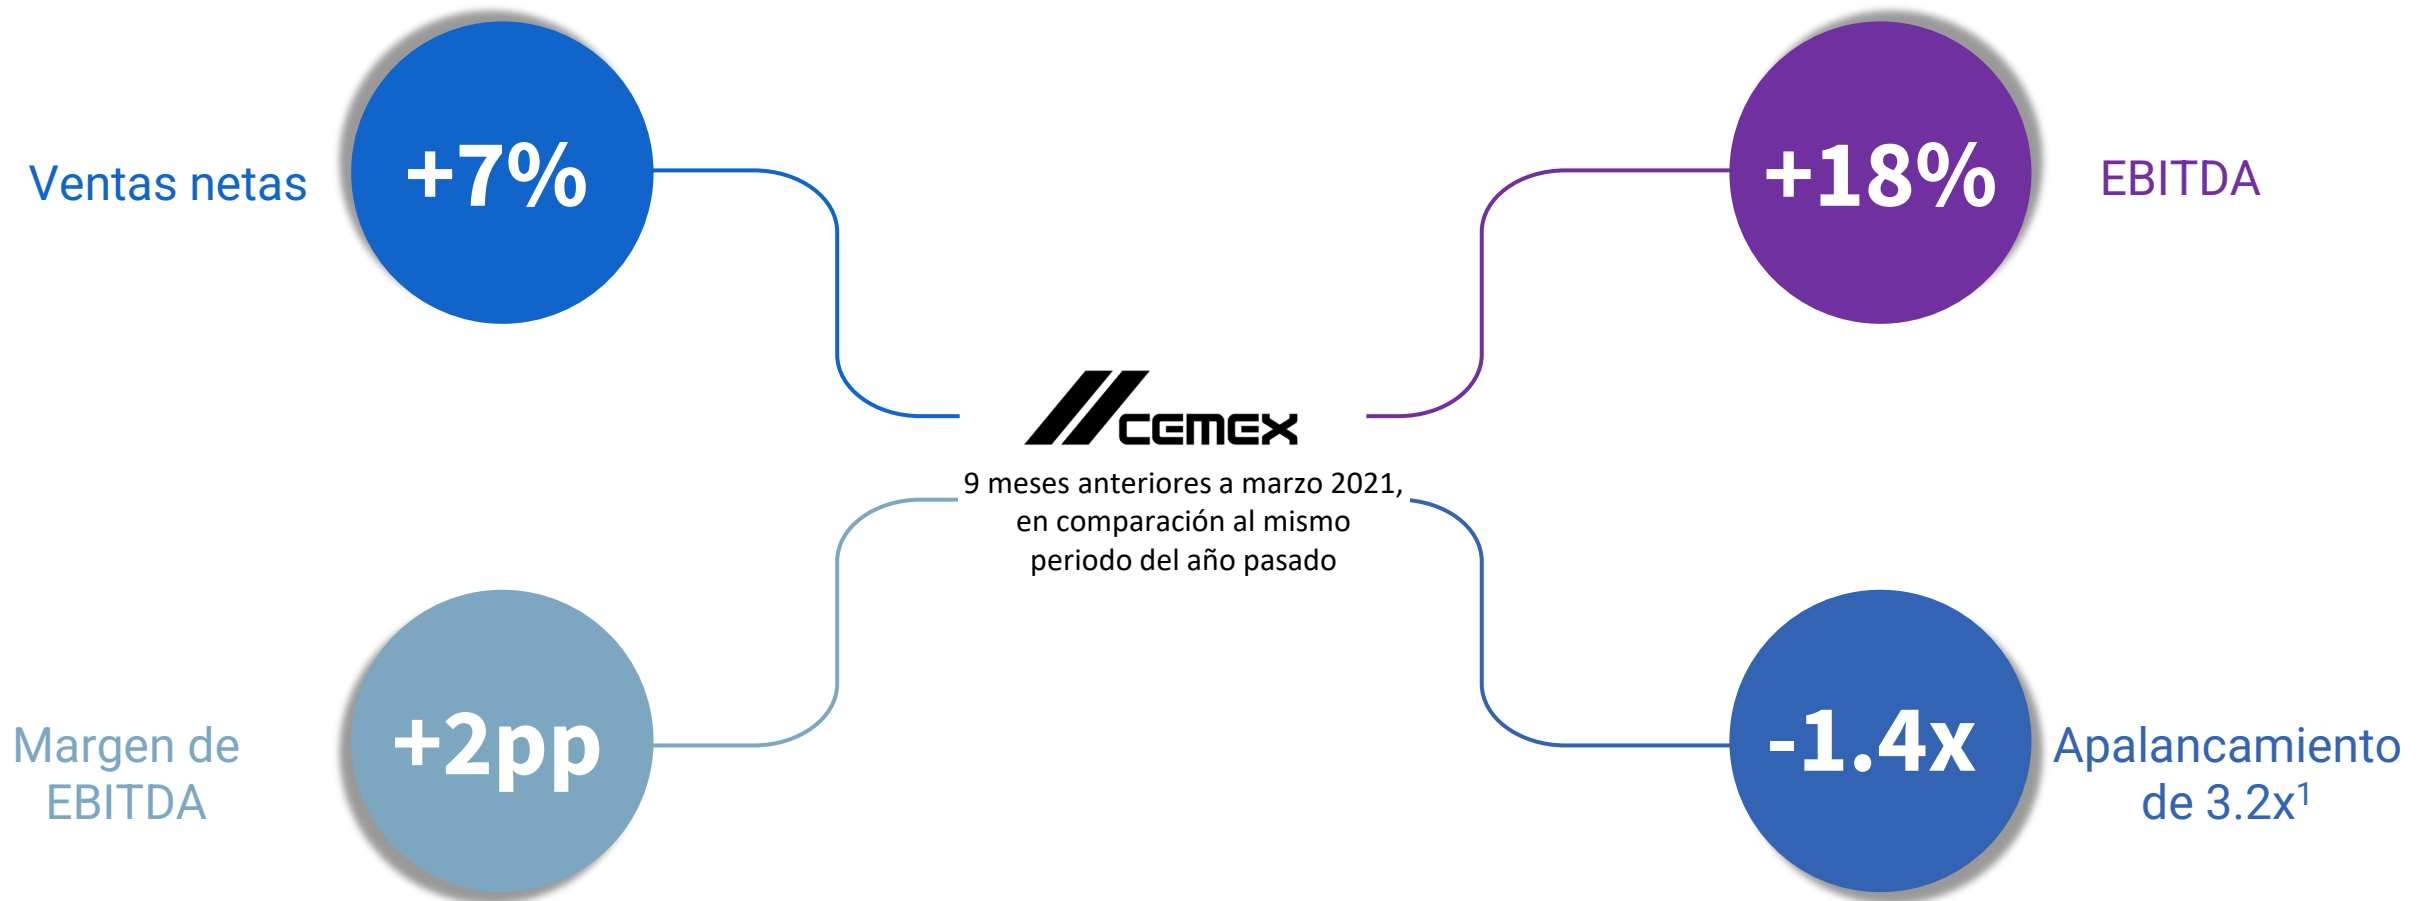 Ventas netas
+7%
+18%
EBITDA
CEMEX
9 meses anteriores a marzo 2021,
en comparación al mismo
periodo del año pasado
Margen de
EBITDA
+2pp
-1.4x
Apalancamiento
de 3.2x¹